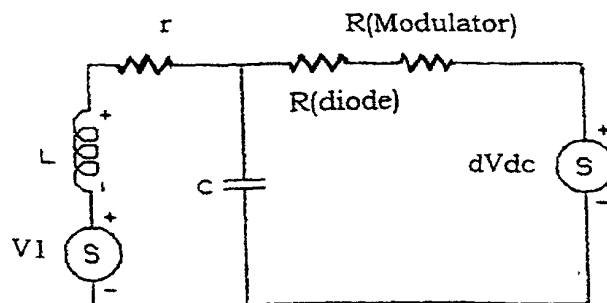 r
R(Modulator)
R(diode)
+
L
-
+
V1
S
-
C
dVdc
+
S
-